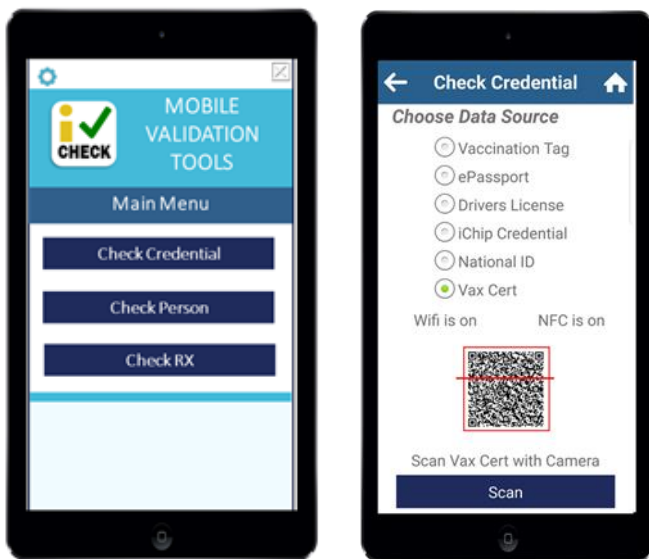 i
CHECK
MOBILE
VALIDATION
TOOLS
Main Menu
Check Credential
Check Person
Check RX
Check Credential
Choose Data Source
Vaccination Tag
ePassport
Drivers License
iChip Credential
National ID
Vax Cert
Wifi is on NFC is on
Scan Vax Cert with Camera
Scan